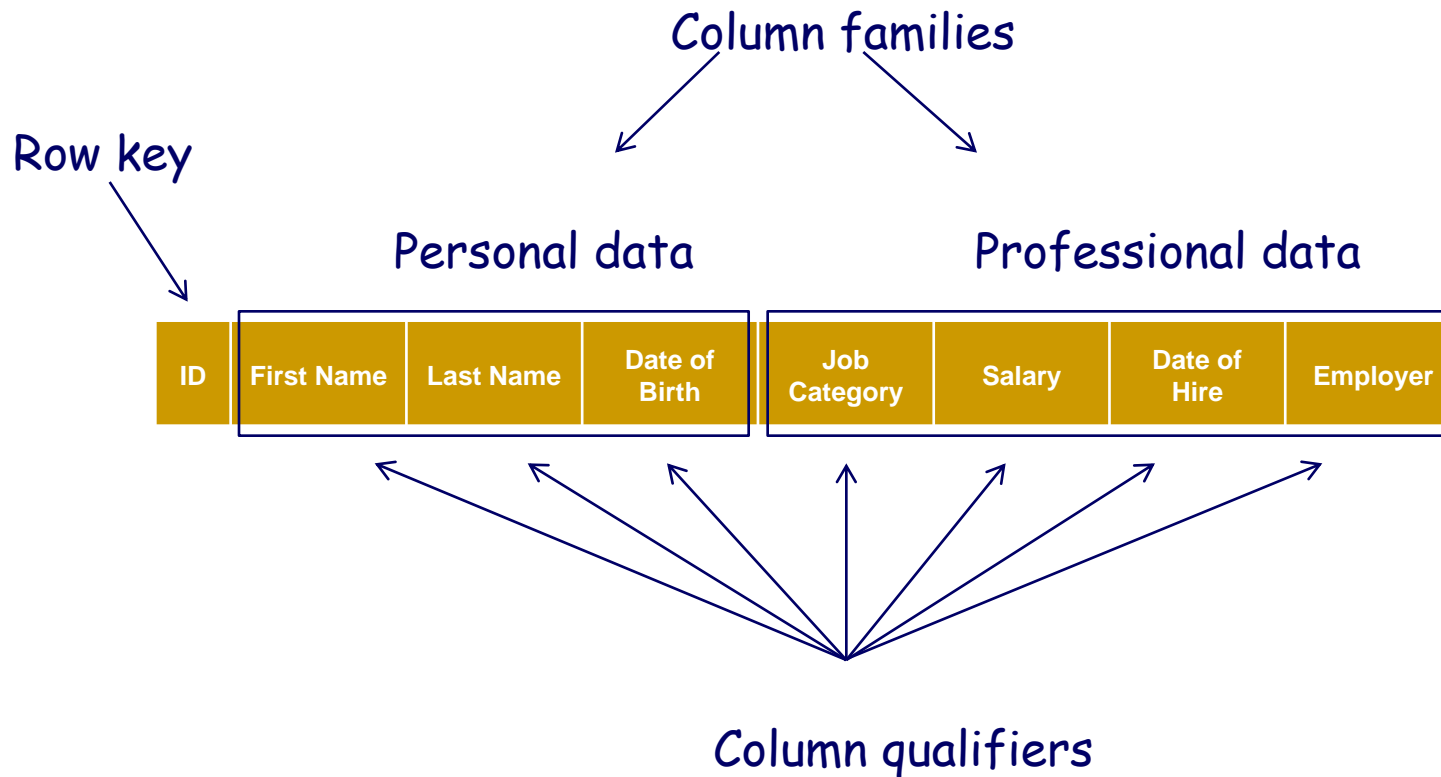 Column families
Row key
Personal data
Professional data
ID
First Name
Last Name
Date of
Birth
Job
Category
Salary
Date of
Hire
Employer
Column qualifiers